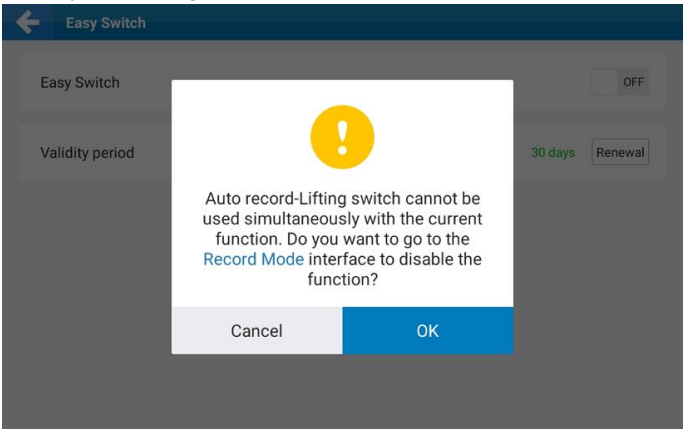 Easy Switch
Easy Switch
OFF
Validity period
30 days
Renewal
!
Auto record-Lifting switch cannot be
used simultaneously with the current
function. Do you want to go to the
Record Mode interface to disable the
function?
Cancel
OK